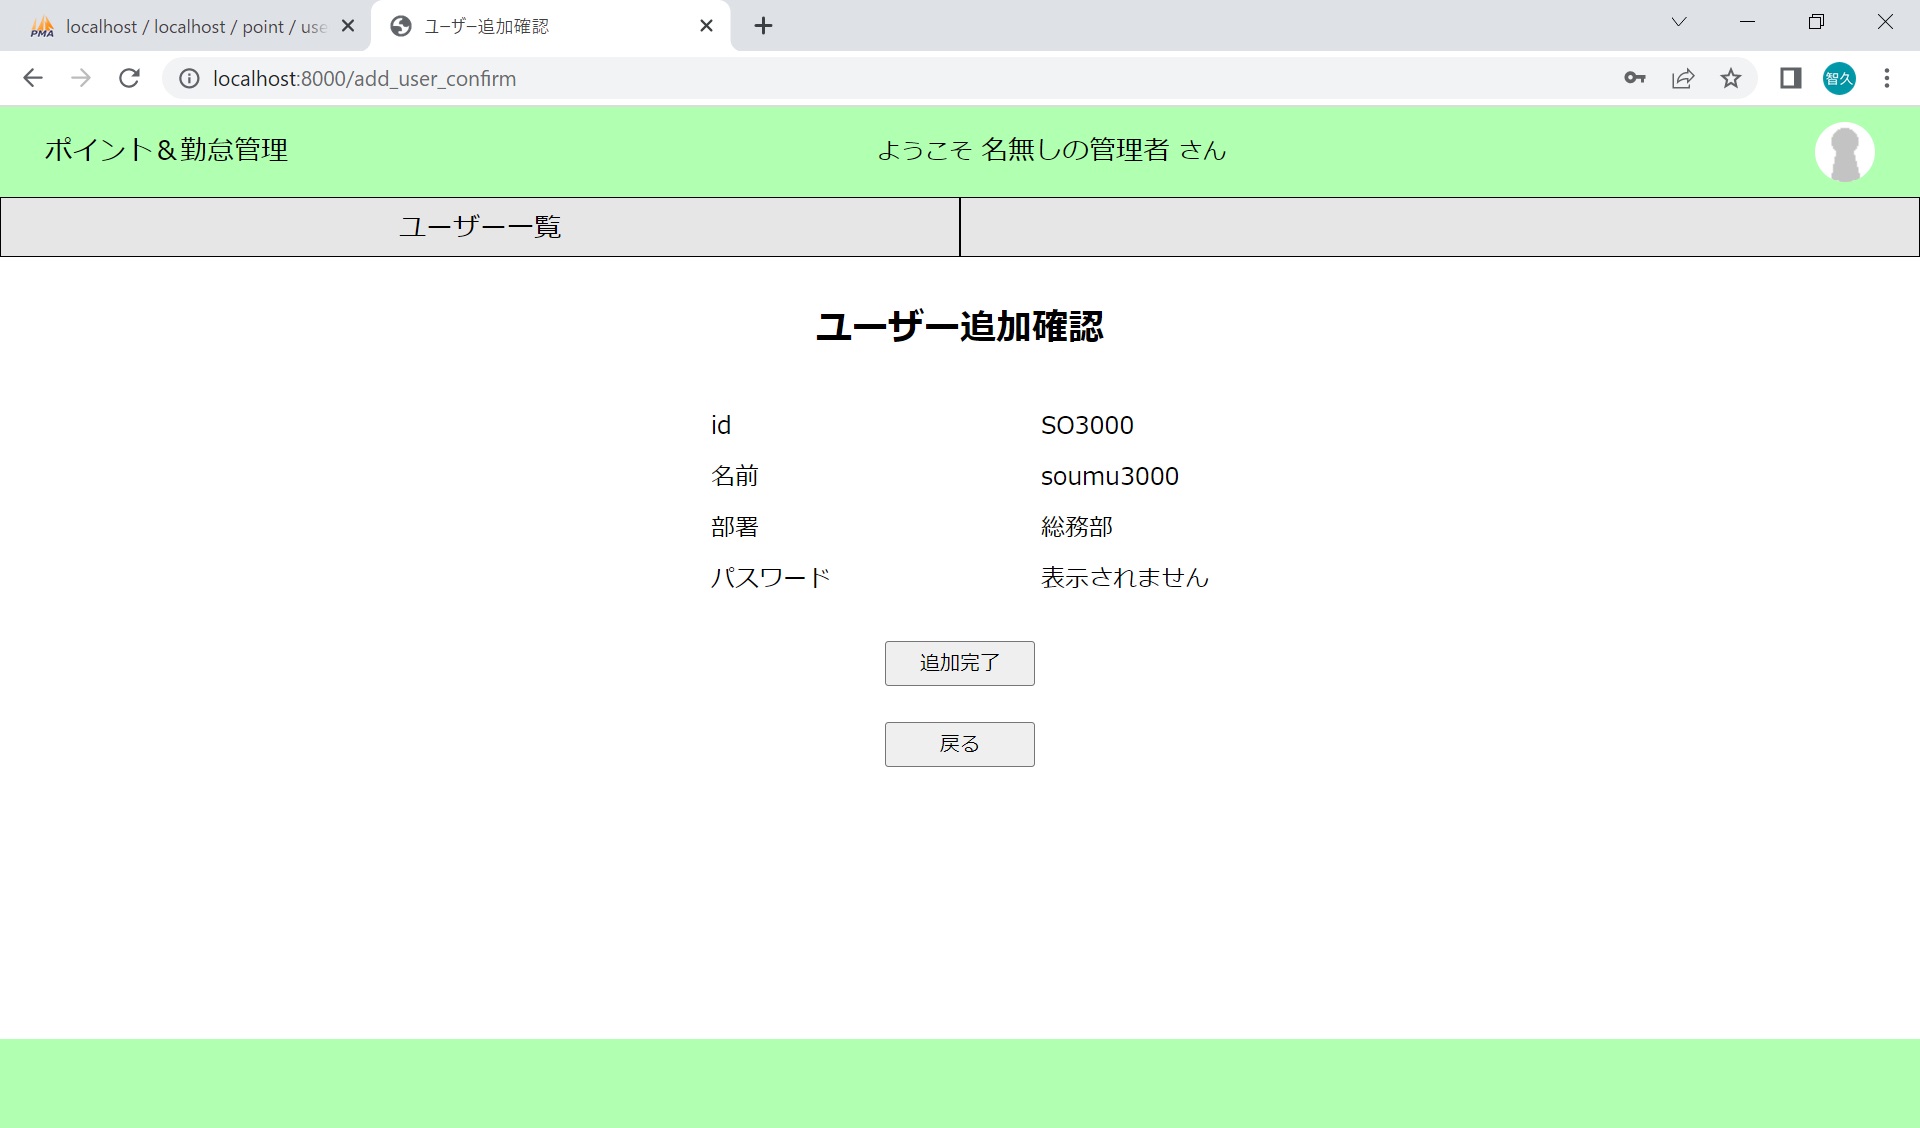 localhost / localhost / point / use
ユーザー追加確認
localhost:8000/add_user_confirm
智久
ポイント＆勤怠管理
ようこそ 名無しの管理者 さん
ユーザー一覧
ユーザー追加確認
id SO3000
名前 soumu3000
部署 総務部
パスワード 表示されません
追加完了
戻る